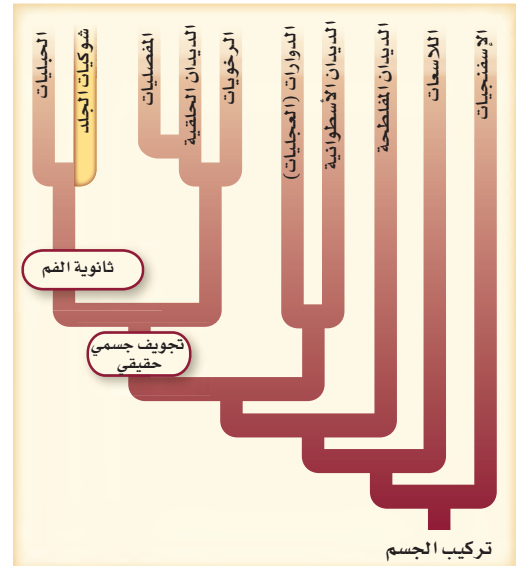 الإسفنجيات
اللاسعات
الديدان المفلطحة
الديدان الأسطوانية
الدوارات (العجليات)
الرخويات
الديدان الحلقية
المفصليات
شوكيات الجلد
الحبليات
ثانوية الفم
تجويف جسمي
حقيقي
تركيب الجسم